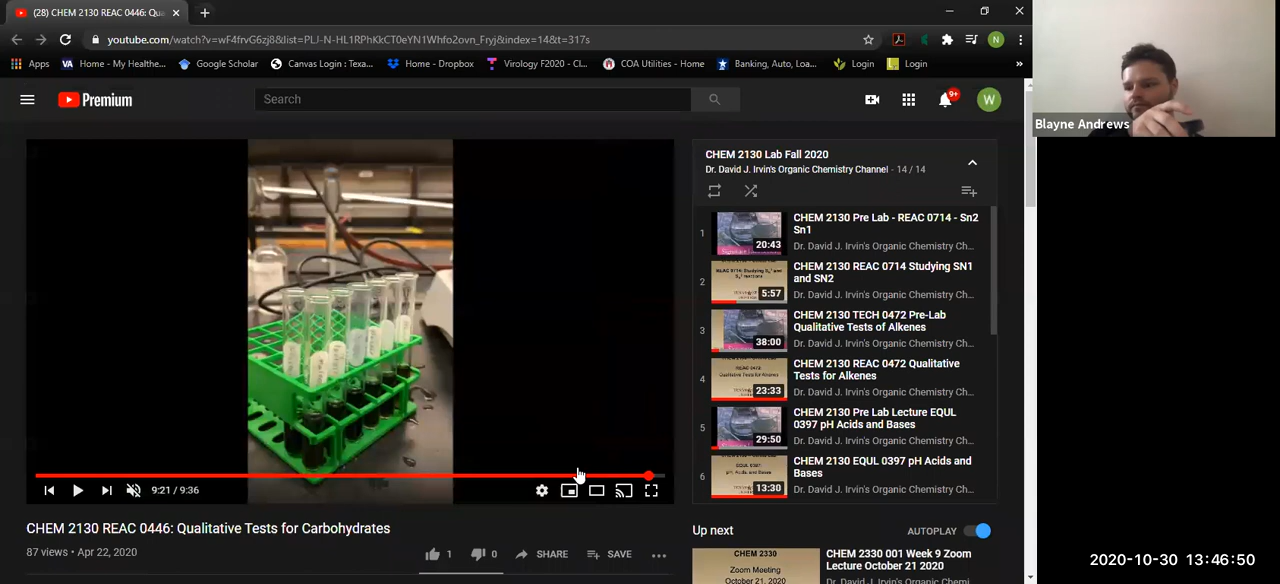 (28) CHEM 2130 REAC 0446: Qu
youtube.com/watch?v=wF4frvG6zj8&list=PLJ-N-HL1RPhKkCT0eYN1Whfo2ovn_Fryj&index=14&t=317s
N
Apps
VA Home - My Healthe...
Google Scholar
Canvas Login : Texa...
Home - Dropbox
Virology F2020 - Cl...
COA Utilities - Home
Banking, Auto, Loa...
Login
Login
»
Premium
Search
9+
W
Blayne Andrews
CHEM 2130 Lab Fall 2020
Dr. David J. Irvin's Organic Chemistry Channel - 14 / 14
1
20:43
CHEM 2130 Pre Lab - REAC 0714 - Sn2
Sn1
Dr. David J. Irvin's Organic Chemistry Ch...
2
5:57
CHEM 2130 REAC 0714 Studying SN1
and SN2
Dr. David J. Irvin's Organic Chemistry Ch...
3
38:00
CHEM 2130 TECH 0472 Pre-Lab
Qualitative Tests of Alkenes
Dr. David J. Irvin's Organic Chemistry Ch...
4
23:33
CHEM 2130 REAC 0472 Qualitative
Tests for Alkenes
Dr. David J. Irvin's Organic Chemistry Ch...
5
29:50
CHEM 2130 Pre Lab Lecture EQUL
0397 pH Acids and Bases
Dr. David J. Irvin's Organic Chemistry Ch...
6
13:30
CHEM 2130 EQUL 0397 pH Acids and
Bases
Dr. David J. Irvin's Organic Chemistry Ch...
9:21 / 9:36
CHEM 2130 REAC 0446: Qualitative Tests for Carbohydrates
87 views • Apr 22, 2020
1
0
SHARE
SAVE
Up next
AUTOPLAY
CHEM 2330
Zoom Meeting
October 21, 2020
CHEM 2330 001 Week 9 Zoom
Lecture October 21 2020
Dr. David J. Irvin's Organic Chemi
2020-10-30 13:46:50